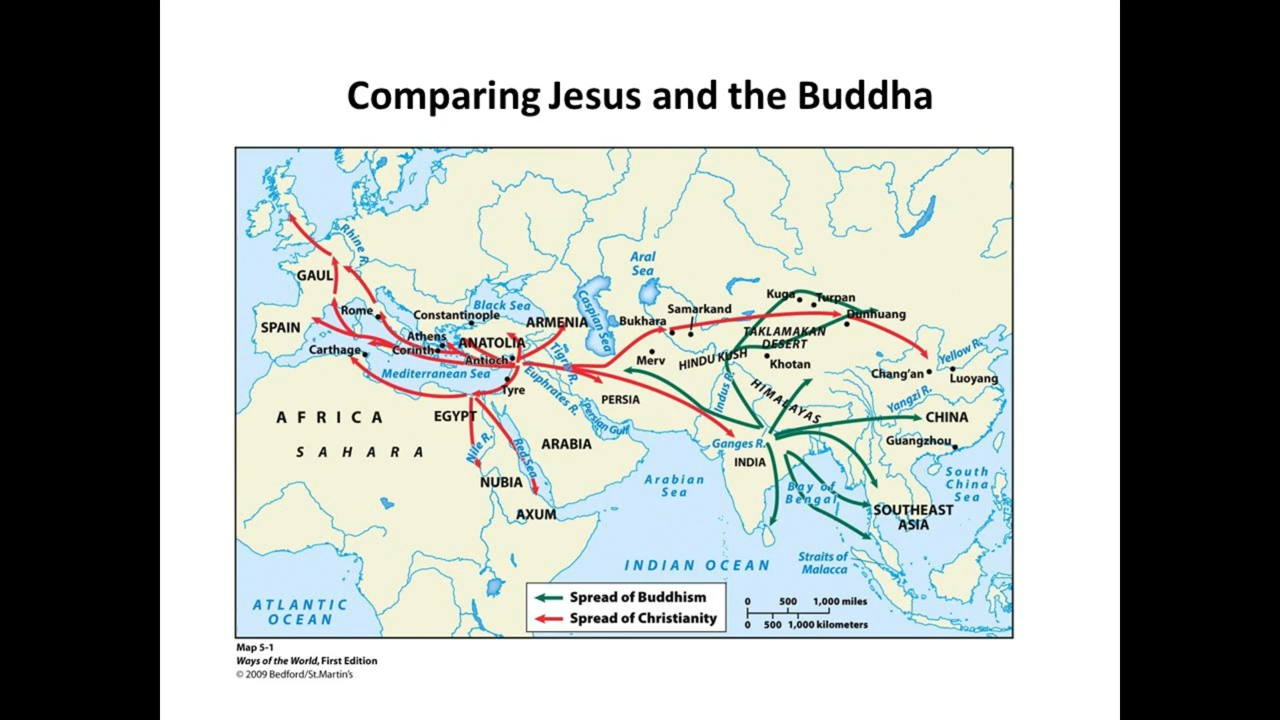 Comparing Jesus and the Buddha
Rhine R.
Aral
Sea
GAUL
Kuga
Turpan
Caspian Sea
Black Sea
Rome
Constantinople
Samarkand
Dunhuang
ARMENIA
Bukhara
SPAIN
Athens
TAKLAMAKAN
DESERT
ANATOLIA
Yellow R.
Carthage
Corinth
Antioch
Tigris R.
Merv
HINDU KUSH
Khotan
Mediterranean Sea
Chang'an
Luoyang
Tyre
Euphrates R.
PERSIA
Indus R.
HIMALAYAS
Yangzi R.
AFRICA
EGYPT
Persian Gulf
CHINA
SAHARA
Nile R.
Red Sea
ARABIA
Ganges R.
Guangzhou
INDIA
NUBIA
Arabian
Sea
Bay of
Bengal
South
China
Sea
AXUM
SOUTHEAST
ASIA
INDIAN OCEAN
Straits of
Malacca
ATLANTIC
OCEAN
Spread of Buddhism
Spread of Christianity
0 500 1,000 miles
0 500 1,000 kilometers
Map 5-1
Ways of the World, First Edition
© 2009 Bedford/St.Martin's